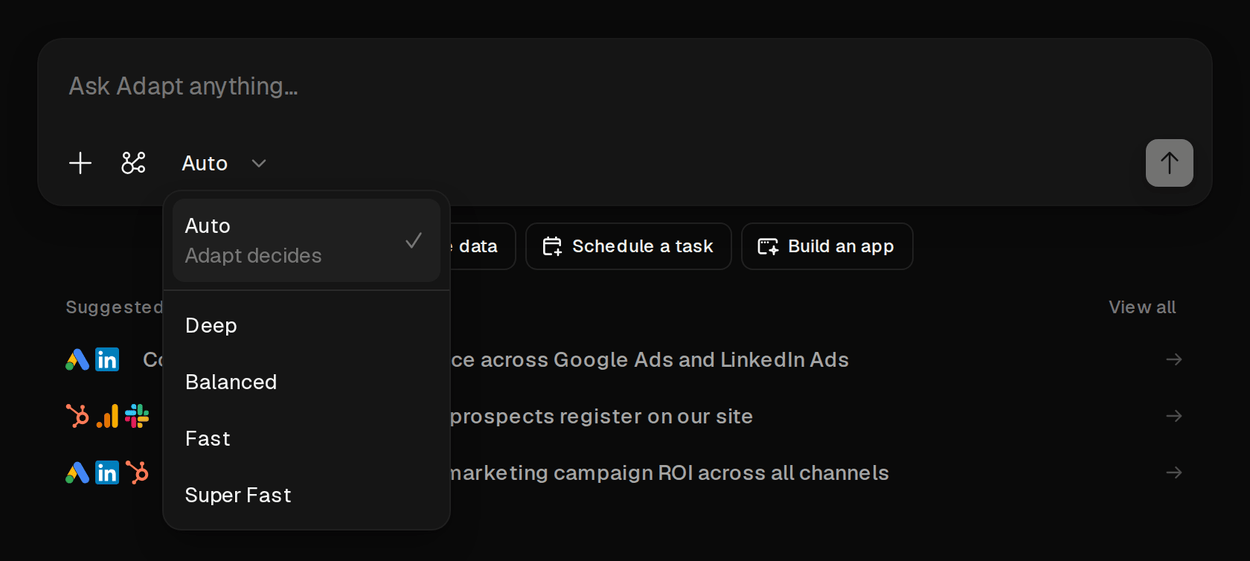 Ask Adapt anything...
Auto
Auto
Adapt decides
Deep
Balanced
Fast
Super Fast
data
Schedule a task
Build an app
Suggested
View all
in
ce across Google Ads and LinkedIn Ads
prospects register on our site
in
marketing campaign ROI across all channels